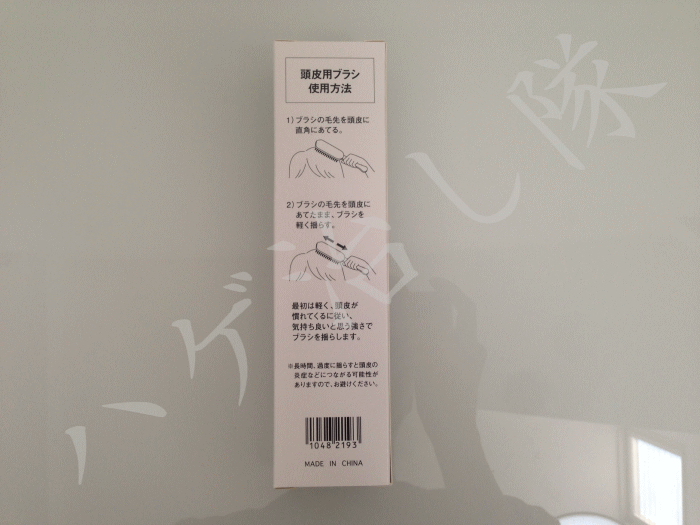 頭皮用ブラシ
使用方法
1）ブラシの毛先を頭皮に
直角にあてる。
2）ブラシの毛先を頭皮に
あてたまま、ブラシを
軽く揺らす。
最初は軽く、頭皮が
慣れてくるに従い、
気持ち良いと思う強さで
ブラシを揺らします。
※長時間、過度に揺らすと頭皮の
炎症などにつながる可能性が
ありますので、お避けください。
10482193
MADE IN CHINA
ハゲ治し隊